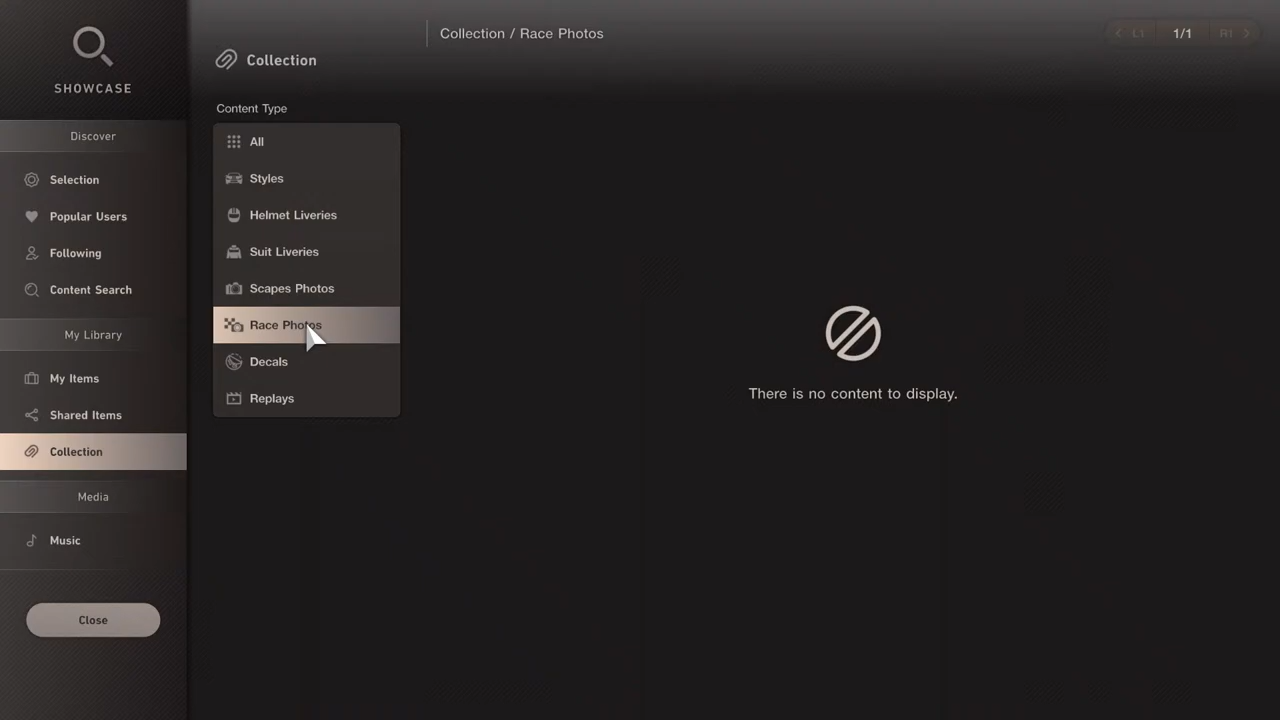 SHOWCASE
Discover
Selection
Popular Users
Following
Content Search
My Library
My Items
Shared Items
Collection
Media
Music
Close
Collection
Content Type
All
Styles
Helmet Liveries
Suit Liveries
Scapes Photos
Race Photos
Decals
Replays
Collection / Race Photos
L1 1/1 R1
There is no content to display.